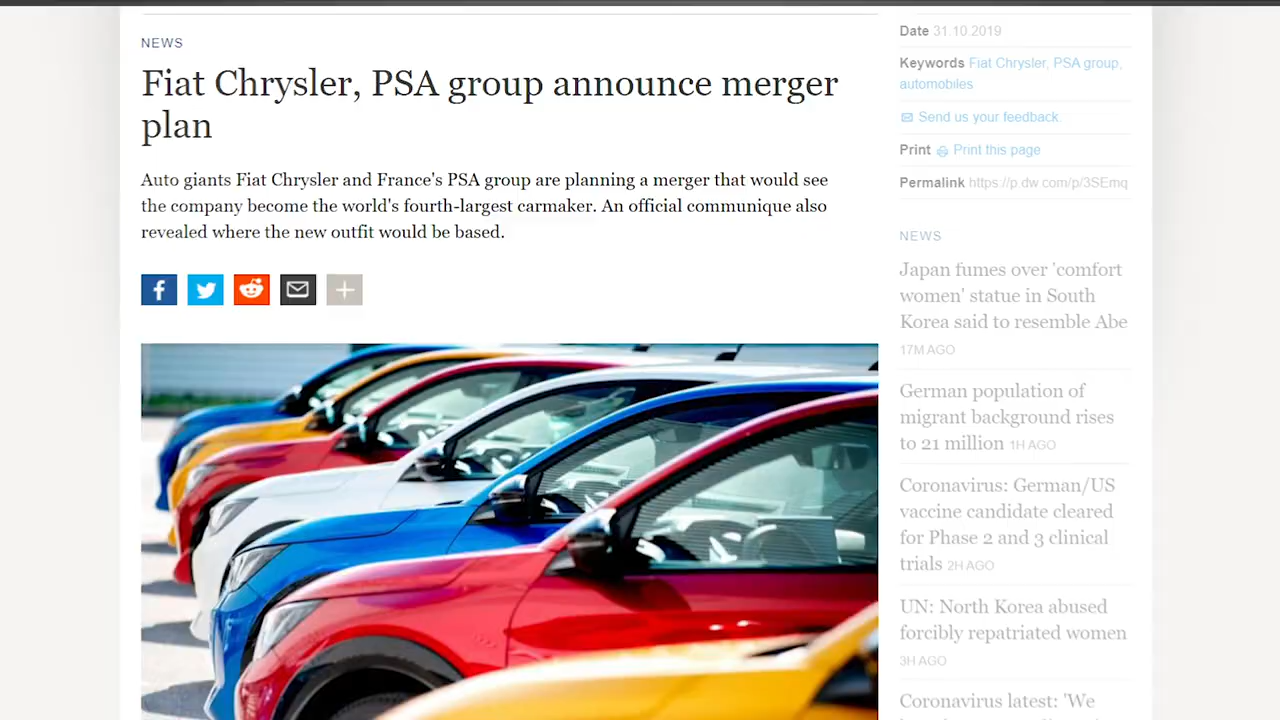 NEWS
Fiat Chrysler, PSA group announce merger
plan
Auto giants Fiat Chrysler and France's PSA group are planning a merger that would see
the company become the world's fourth-largest carmaker. An official communique also
revealed where the new outfit would be based.
Date 31.10.2019
Keywords Fiat Chrysler, PSA group,
automobiles
Send us your feedback.
Print Print this page
Permalink https://p.dw.com/p/3SEmq
NEWS
Japan fumes over 'comfort
women' statue in South
Korea said to resemble Abe
17M AGO
German population of
migrant background rises
to 21 million 1H AGO
Coronavirus: German/US
vaccine candidate cleared
for Phase 2 and 3 clinical
trials 2H AGO
UN: North Korea abused
forcibly repatriated women
3H AGO
Coronavirus latest: 'We